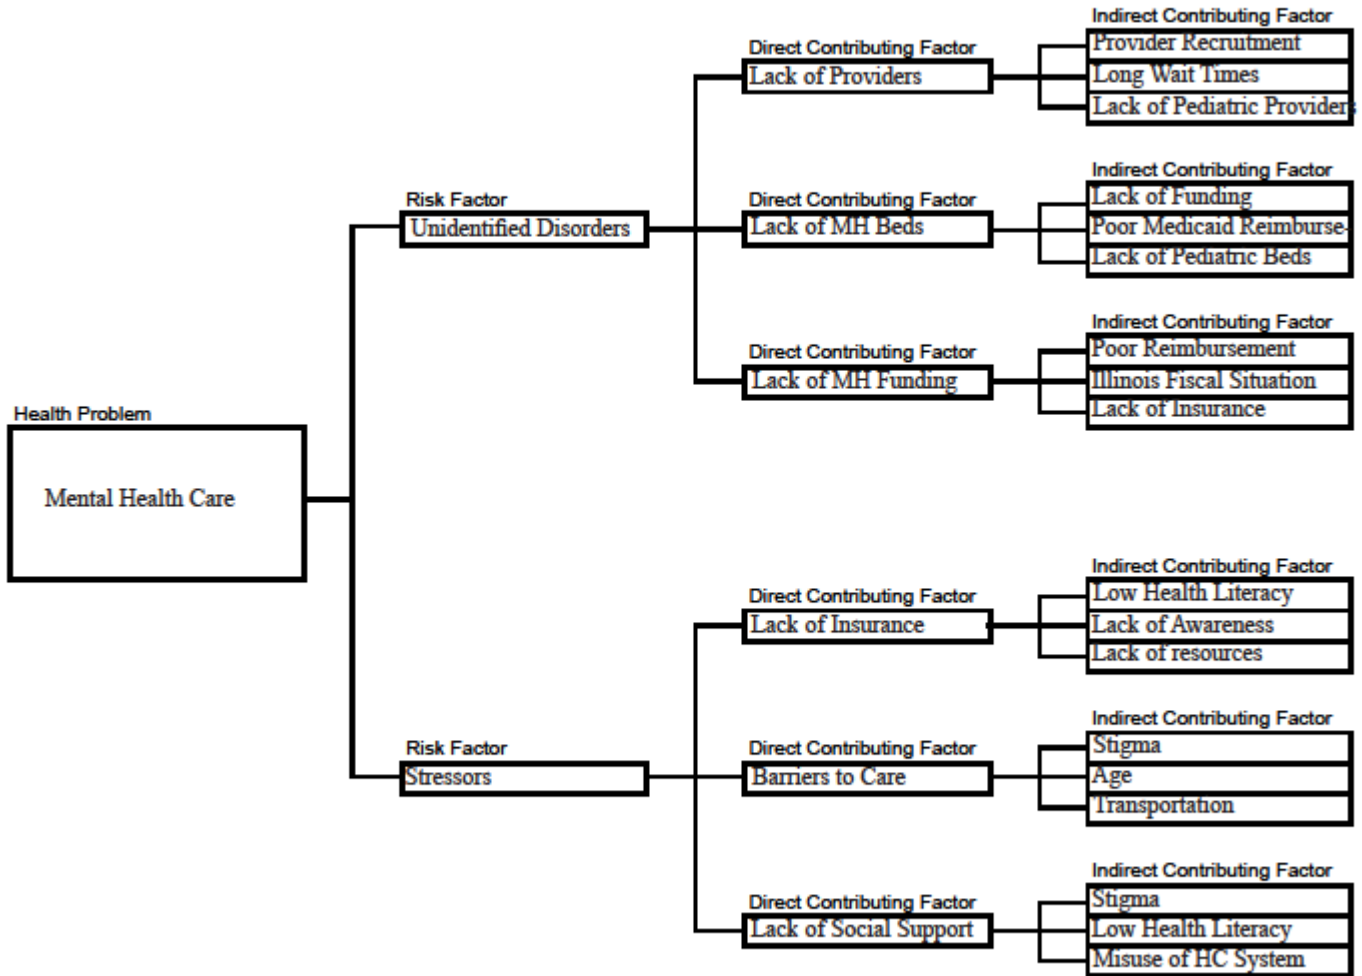 Indirect Contributing Factor
Direct Contributing Factor
Provider Recruitment
Lack of Providers
Long Wait Times
Lack of Pediatric Providers
Indirect Contributing Factor
Risk Factor
Direct Contributing Factor
Lack of Funding
Unidentified Disorders
Lack of MH Beds
Poor Medicaid Reimburse-
Lack of Pediatric Beds
Indirect Contributing Factor
Direct Contributing Factor
Poor Reimbursement
Lack of MH Funding
Illinois Fiscal Situation
Lack of Insurance
Health Problem
Mental Health Care
Indirect Contributing Factor
Direct Contributing Factor
Low Health Literacy
Lack of Insurance
Lack of Awareness
Lack of resources
Indirect Contributing Factor
Risk Factor
Direct Contributing Factor
Stigma
Stressors
Barriers to Care
Age
Transportation
Indirect Contributing Factor
Direct Contributing Factor
Stigma
Lack of Social Support
Low Health Literacy
Misuse of HC System